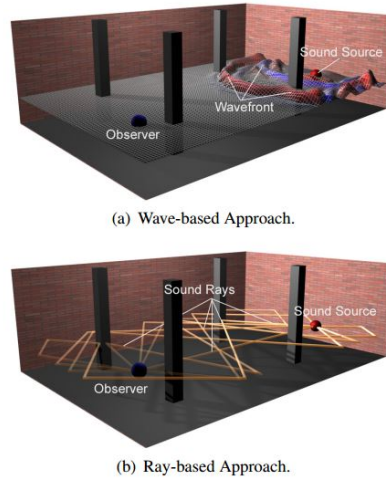 Sound Source
Wavefront
Observer
(a) Wave-based Approach.
Sound Rays
Sound Source
Observer
(b) Ray-based Approach.